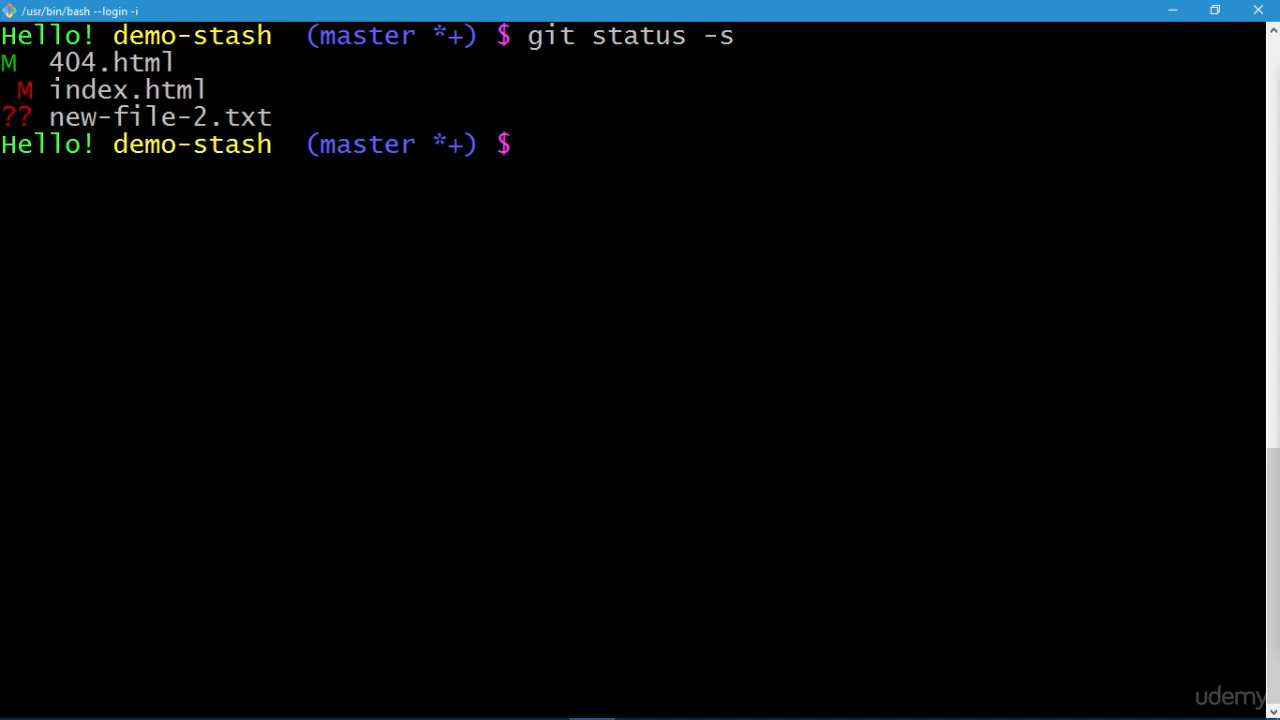 /usr/bin/bash --login -i
Hello! demo-stash (master *+) $ git status -s
M 404.html
M index.html
?? new-file-2.txt
Hello! demo-stash (master *+) $
udemy